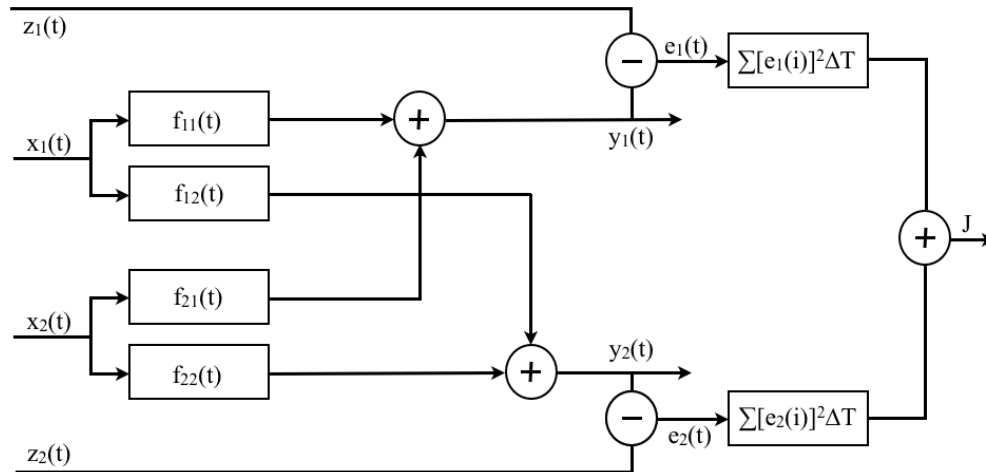 z₁(t)
e₁(t)
−
∑[e₁(i)]²ΔT
f₁₁(t)
+
x₁(t)
y₁(t)
f₁₂(t)
+
J
f₂₁(t)
x₂(t)
y₂(t)
f₂₂(t)
+
−
∑[e₂(i)]²ΔT
e₂(t)
z₂(t)